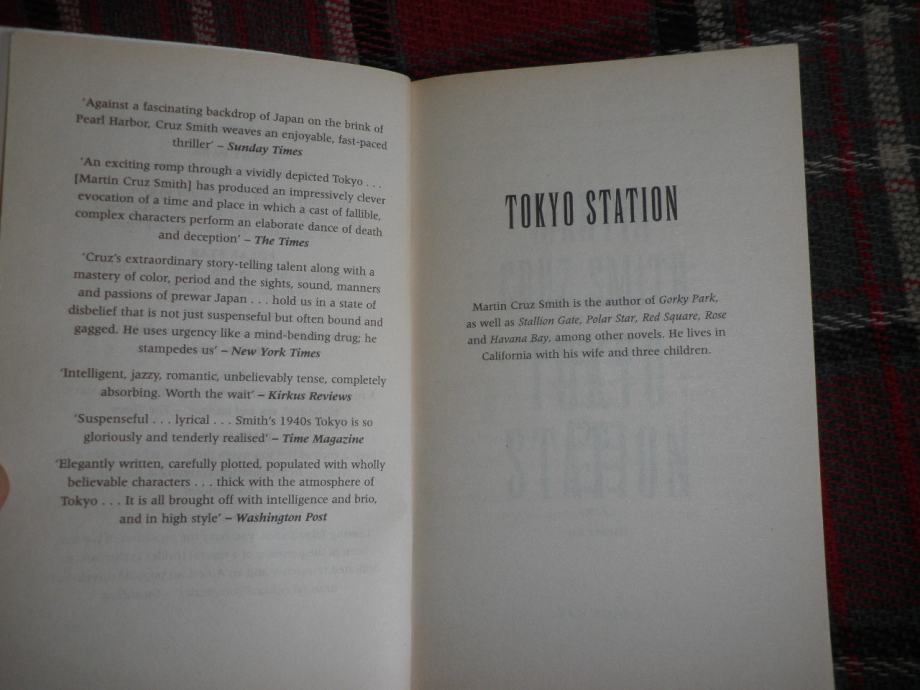 'Against a fascinating backdrop of Japan on the brink of
Pearl Harbor, Cruz Smith weaves an enjoyable, fast-paced
thriller' – Sunday Times
'An exciting romp through a vividly depicted Tokyo . . .
[Martin Cruz Smith] has produced an impressively clever
evocation of a time and place in which a cast of fallible,
complex characters perform an elaborate dance of death
and deception' – The Times
'Cruz's extraordinary story-telling talent along with a
mastery of color, period and the sights, sound, manners
and passions of prewar Japan . . . hold us in a state of
disbelief that is not just suspenseful but often bound and
gagged. He uses urgency like a mind-bending drug; he
stampedes us' – New York Times
'Intelligent, jazzy, romantic, unbelievably tense, completely
absorbing. Worth the wait' – Kirkus Reviews
'Suspenseful . . . lyrical . . . Smith's 1940s Tokyo is so
gloriously and tenderly realised' – Time Magazine
'Elegantly written, carefully plotted, populated with wholly
believable characters . . . thick with the atmosphere of
Tokyo . . . It is all brought off with intelligence and brio,
and in high style' – Washington Post
TOKYO STATION
Martin Cruz Smith is the author of Gorky Park,
as well as Stallion Gate, Polar Star, Red Square, Rose
and Havana Bay, among other novels. He lives in
California with his wife and three children.